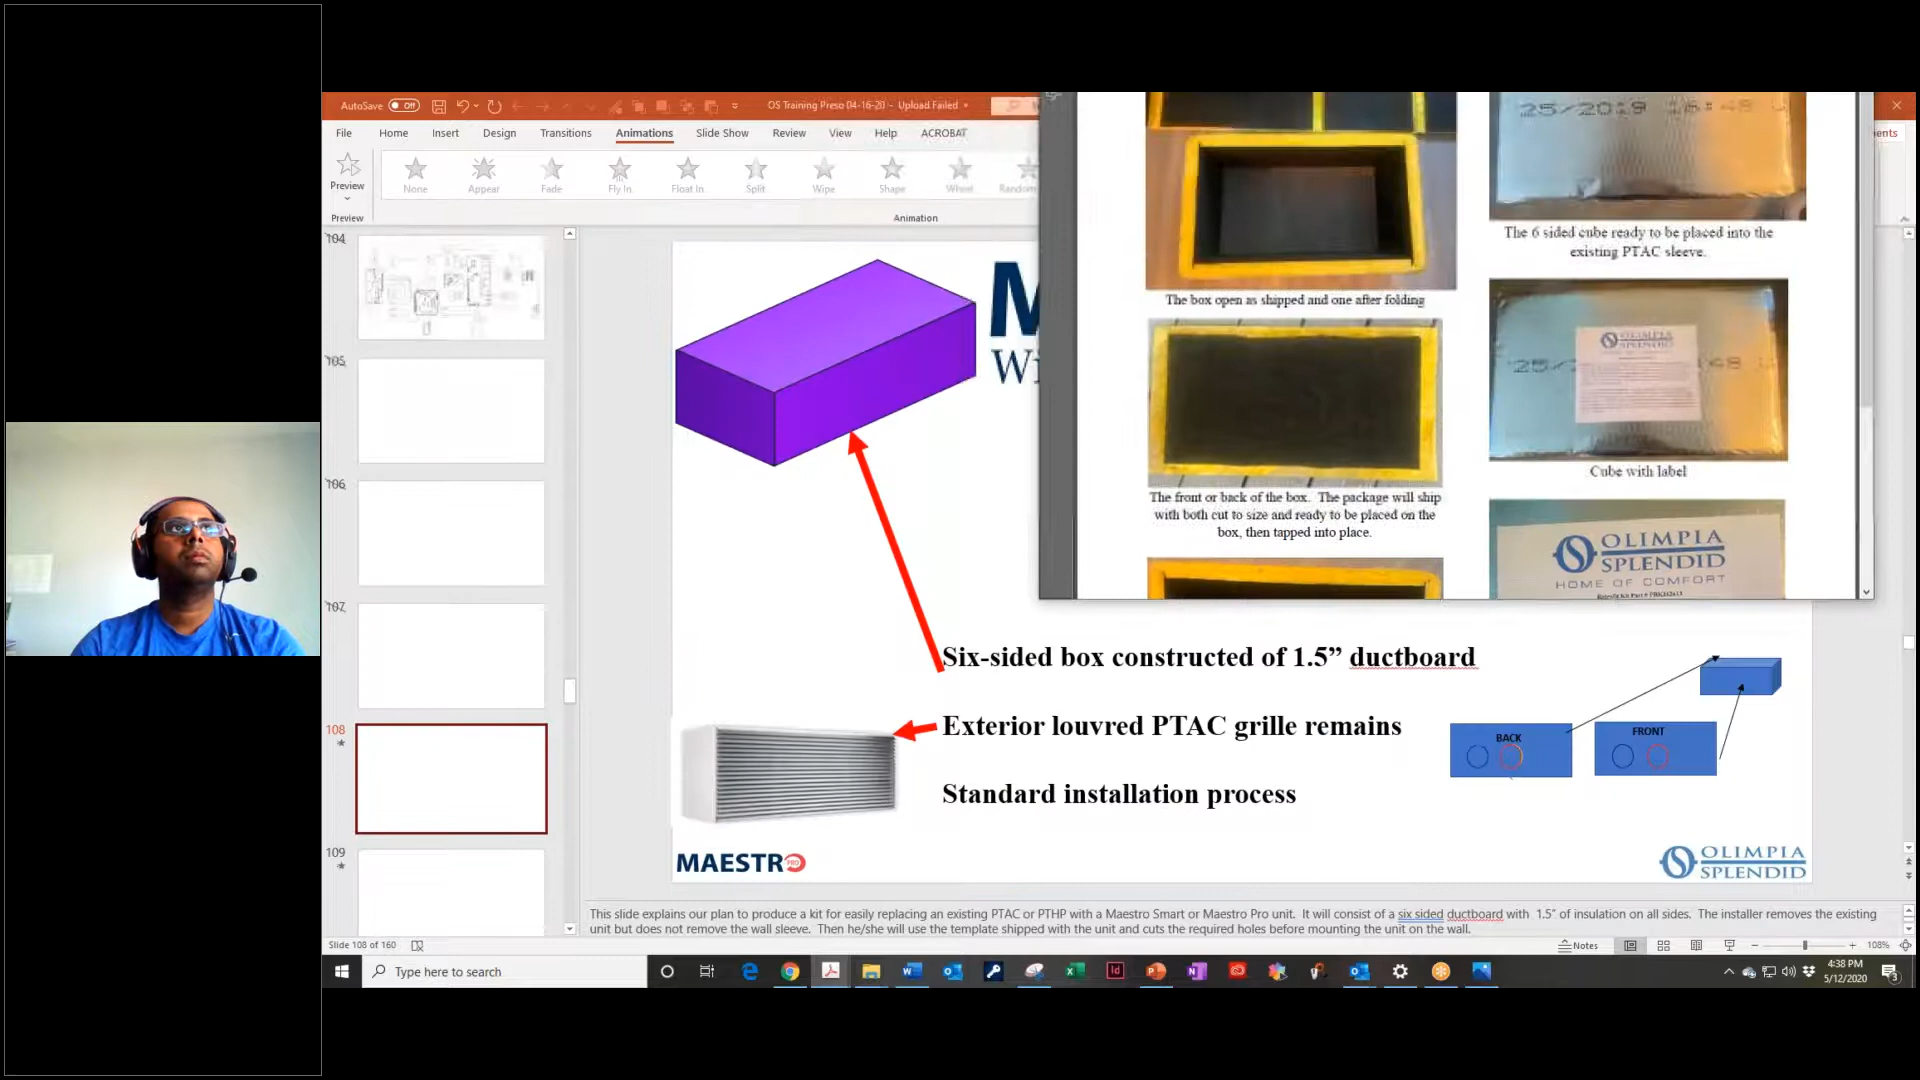 AutoSave Off
OS Training Preso 04-16-20 - Upload Failed
File Home Insert Design Transitions Animations Slide Show Review View Help ACROBAT
Preview
None Appear Fade Fly In Float In Split Wipe Shape Wheel
Preview
Animation
104
105
106
107
108
109
25/2019 16:48
The 6 sided cube ready to be placed into the
existing PTAC sleeve.
The box open as shipped and one after folding
OLIMPIA
SPLENDID
Cube with label
The front or back of the box. The package will ship
with both cut to size and ready to be placed on the
box, then tapped into place.
OLIMPIA
SPLENDID
HOME OF COMFORT
Six-sided box constructed of 1.5” ductboard
Exterior louvred PTAC grille remains
Standard installation process
BACK
FRONT
MAESTRO PRO
OLIMPIA
SPLENDID
This slide explains our plan to produce a kit for easily replacing an existing PTAC or PTHP with a Maestro Smart or Maestro Pro unit. It will consist of a six sided ductboard with 1.5" of insulation on all sides. The installer removes the existing
unit but does not remove the wall sleeve. Then he/she will use the template shipped with the unit and cuts the required holes before mounting the unit on the wall.
Slide 108 of 160
Notes
108%
Type here to search
4:38 PM
5/12/2020
3